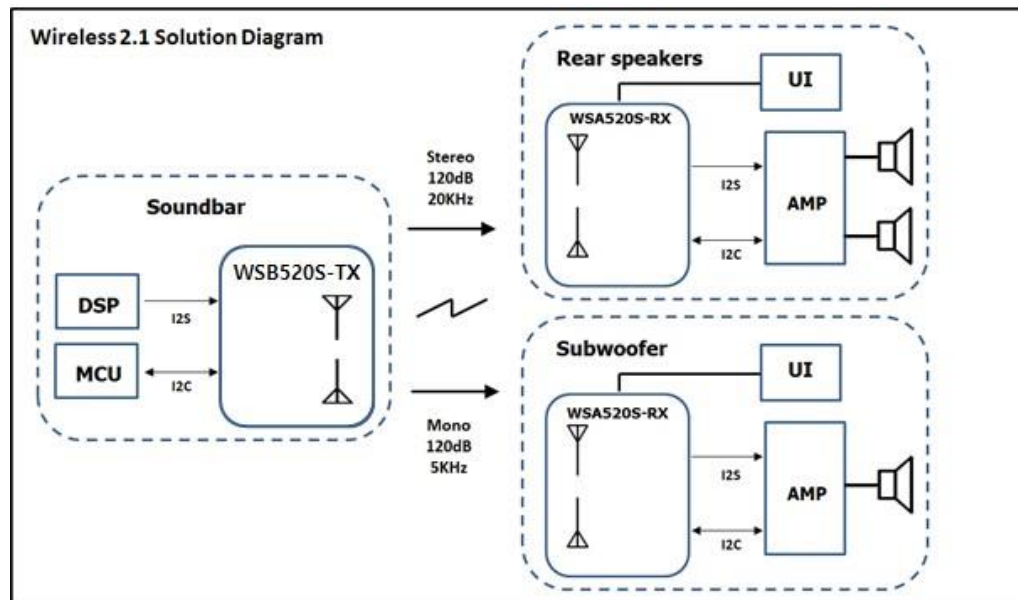 Wireless 2.1 Solution Diagram
Soundbar
WSB520S-TX
DSP
I2S
MCU
I2C
Stereo
120dB
20KHz
Mono
120dB
5KHz
Rear speakers
UI
WSA520S-RX
I2S
AMP
I2C
Subwoofer
UI
WSA520S-RX
I2S
AMP
I2C